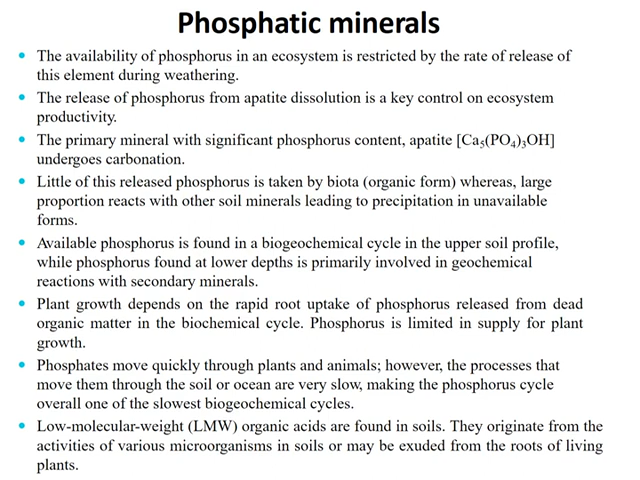 Phosphatic minerals
• The availability of phosphorus in an ecosystem is restricted by the rate of release of
this element during weathering.
• The release of phosphorus from apatite dissolution is a key control on ecosystem
productivity.
• The primary mineral with significant phosphorus content, apatite [Ca₅(PO₄)₃OH]
undergoes carbonation.
• Little of this released phosphorus is taken by biota (organic form) whereas, large
proportion reacts with other soil minerals leading to precipitation in unavailable
forms.
• Available phosphorus is found in a biogeochemical cycle in the upper soil profile,
while phosphorus found at lower depths is primarily involved in geochemical
reactions with secondary minerals.
• Plant growth depends on the rapid root uptake of phosphorus released from dead
organic matter in the biochemical cycle. Phosphorus is limited in supply for plant
growth.
• Phosphates move quickly through plants and animals; however, the processes that
move them through the soil or ocean are very slow, making the phosphorus cycle
overall one of the slowest biogeochemical cycles.
• Low-molecular-weight (LMW) organic acids are found in soils. They originate from the
activities of various microorganisms in soils or may be exuded from the roots of living
plants.